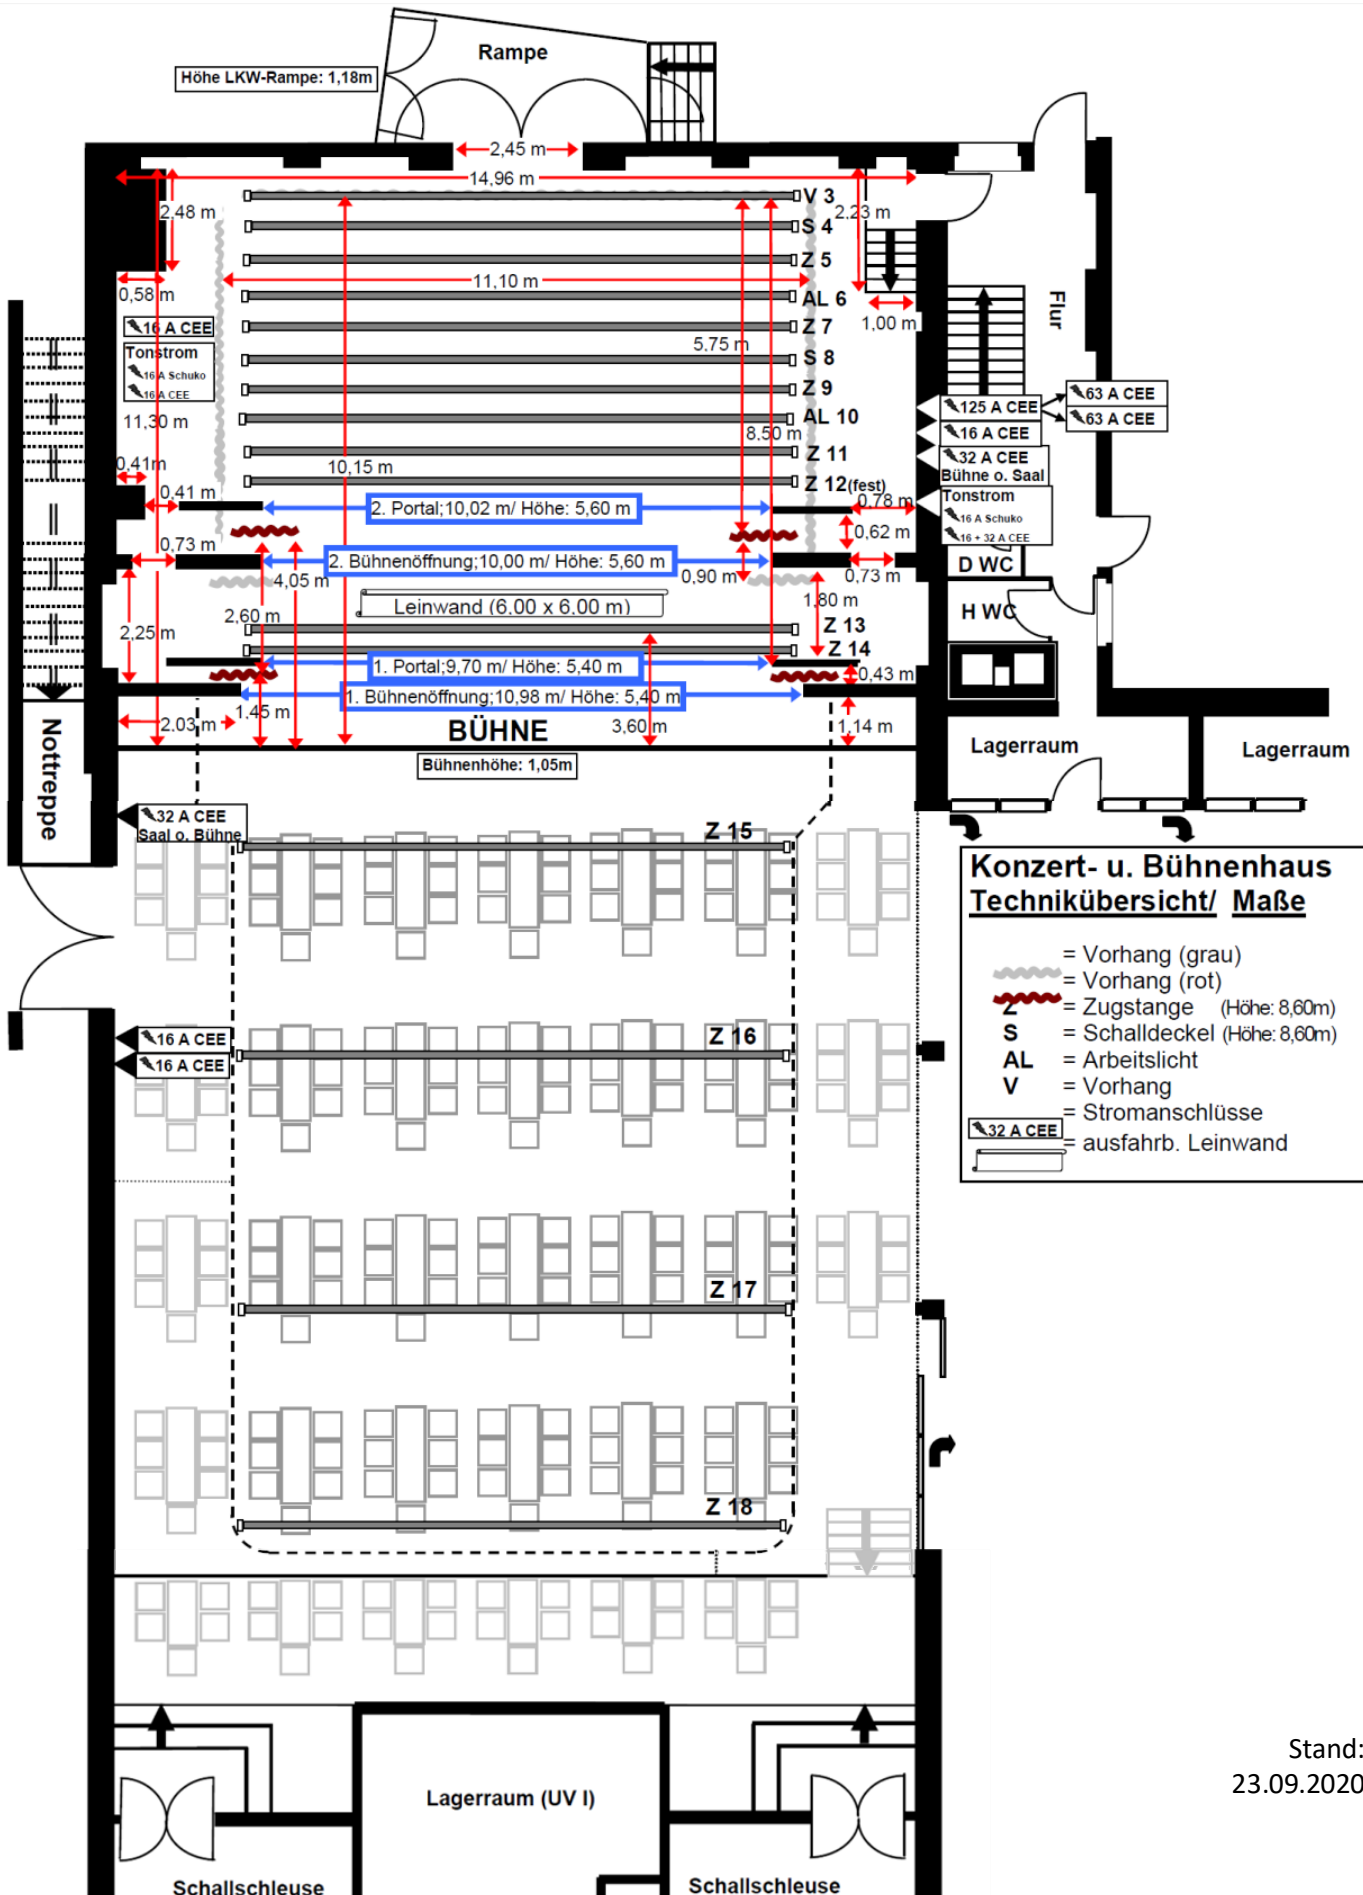 Rampe
Höhe LKW-Rampe: 1,18m
2,45 m
14,96 m
V 3
2,48 m
2,23 m
S 4
Z 5
11,10 m
0,58 m
AL 6
1,00 m
Flur
16 A CEE
Z 7
5,75 m
Tonstrom
16 A Schuko
16 A CEE
S 8
Z 9
63 A CEE
125 A CEE
63 A CEE
11,30 m
AL 10
8,50 m
16 A CEE
Z 11
32 A CEE
Bühne o. Saal
0,41m
10,15 m
Z 12(fest)
0,41 m
0,78 m
Tonstrom
16 A Schuko
16 + 32 A CEE
2. Portal;10,02 m/ Höhe: 5,60 m
0,62 m
0,73 m
2. Bühnenöffnung;10,00 m/ Höhe: 5,60 m
D WC
4,05 m
0,90 m
0,73 m
Leinwand (6,00 x 6,00 m)
1,80 m
H WC
2,60 m
2,25 m
Z 13
Z 14
1. Portal;9,70 m/ Höhe: 5,40 m
0,43 m
1. Bühnenöffnung;10,98 m/ Höhe: 5,40 m
1,45 m
2,03 m
BÜHNE
3,60 m
1,14 m
Lagerraum
Lagerraum
Nottreppe
Bühnenhöhe: 1,05m
32 A CEE
Saal o. Bühne
Z 15
Konzert- u. Bühnenhaus
Technikübersicht/ Maße
= Vorhang (grau)
= Vorhang (rot)
Z = Zugstange (Höhe: 8,60m)
S = Schalldeckel (Höhe: 8,60m)
AL = Arbeitslicht
V = Vorhang
= Stromanschlüsse
32 A CEE
= ausfahrb. Leinwand
16 A CEE
16 A CEE
Z 16
Z 17
Z 18
Stand:
23.09.2020
Lagerraum (UV I)
Schallschleuse
Schallschleuse